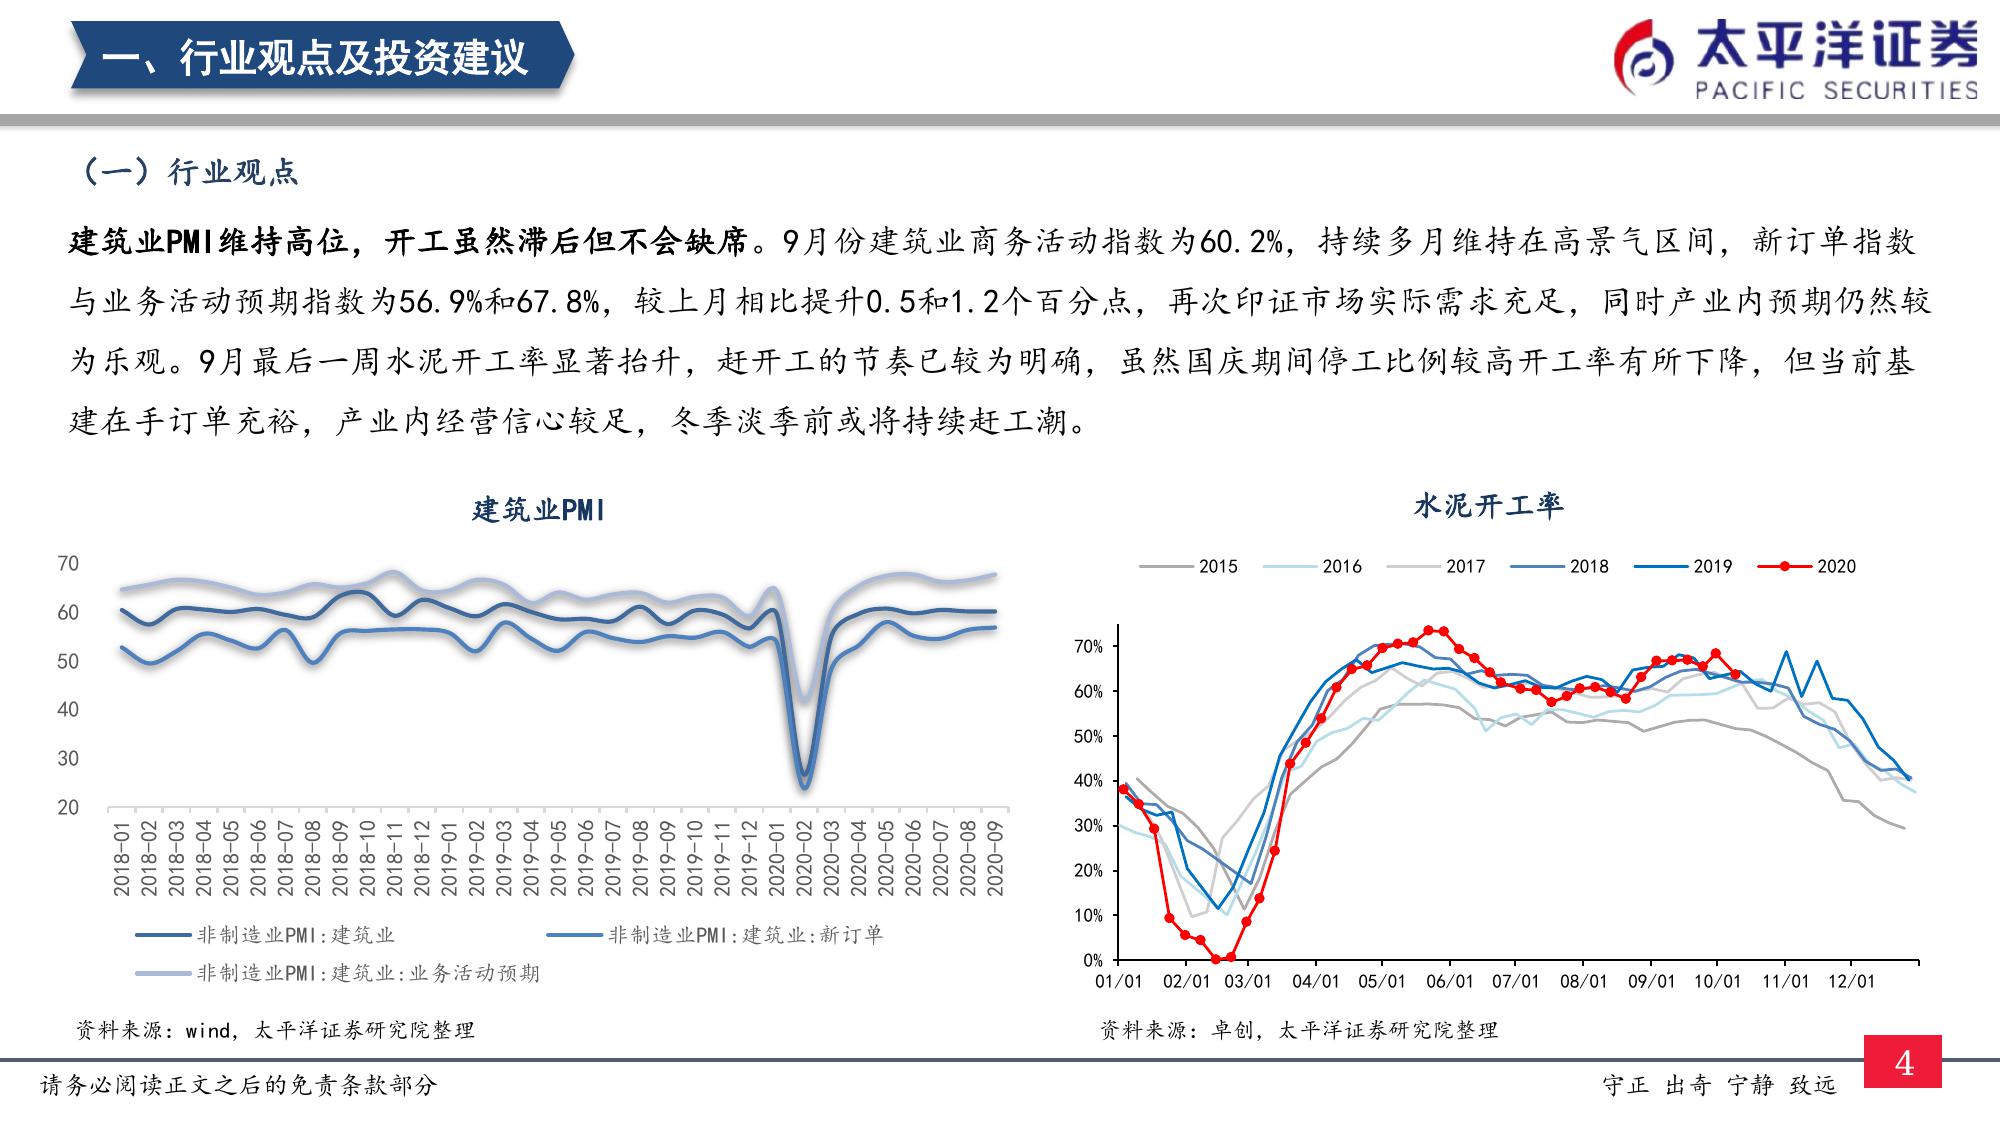 一、行业观点及投资建议
太平洋证券
PACIFIC SECURITIES
（一）行业观点
建筑业PMI维持高位，开工虽然滞后但不会缺席。9月份建筑业商务活动指数为60.2%，持续多月维持在高景气区间，新订单指数
与业务活动预期指数为56.9%和67.8%，较上月相比提升0.5和1.2个百分点，再次印证市场实际需求充足，同时产业内预期仍然较
为乐观。9月最后一周水泥开工率显著抬升，赶开工的节奏已较为明确，虽然国庆期间停工比例较高开工率有所下降，但当前基
建在手订单充裕，产业内经营信心较足，冬季淡季前或将持续赶工潮。
建筑业PMI
70
60
50
40
30
20
2018-01 2018-02 2018-03 2018-04 2018-05 2018-06 2018-07 2018-08 2018-09 2018-10 2018-11 2018-12 2019-01 2019-02 2019-03 2019-04 2019-05 2019-06 2019-07 2019-08 2019-09 2019-10 2019-11 2019-12 2020-01 2020-02 2020-03 2020-04 2020-05 2020-06 2020-07 2020-08 2020-09
非制造业PMI:建筑业 非制造业PMI:建筑业:新订单
非制造业PMI:建筑业:业务活动预期
资料来源：wind，太平洋证券研究院整理
水泥开工率
2015 2016 2017 2018 2019 2020
70%
60%
50%
40%
30%
20%
10%
0%
01/01 02/01 03/01 04/01 05/01 06/01 07/01 08/01 09/01 10/01 11/01 12/01
资料来源：卓创，太平洋证券研究院整理
请务必阅读正文之后的免责条款部分
守正 出奇 宁静 致远
4